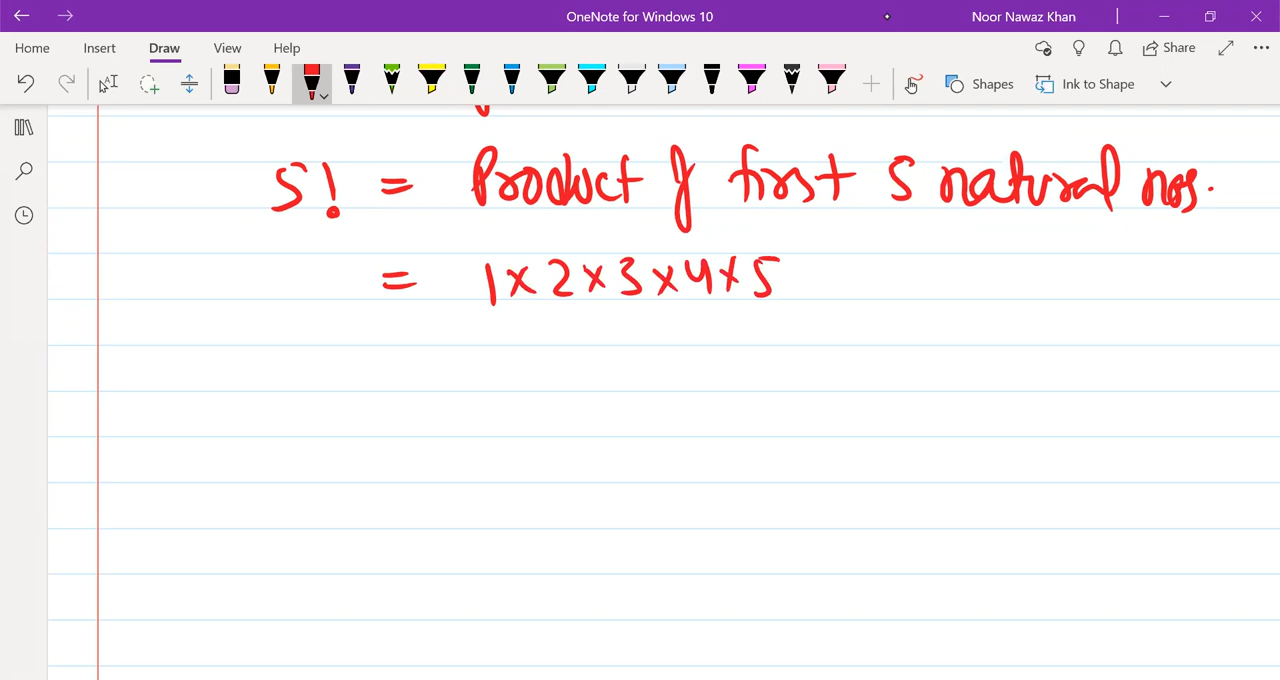 OneNote for Windows 10
Noor Nawaz Khan
Home Insert Draw View Help
Share
Shapes
Ink to Shape
5! = Product of first 5 natural nos.
= 1 × 2 × 3 × 4 × 5